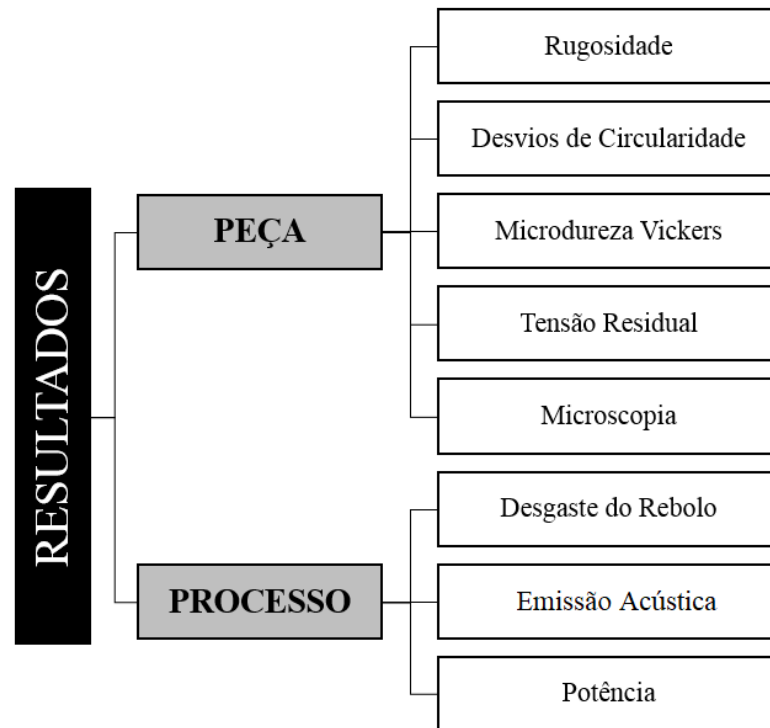 RESULTADOS
PEÇA
Rugosidade
Desvios de Circularidade
Microdureza Vickers
Tensão Residual
Microscopia
PROCESSO
Desgaste do Rebolo
Emissão Acústica
Potência